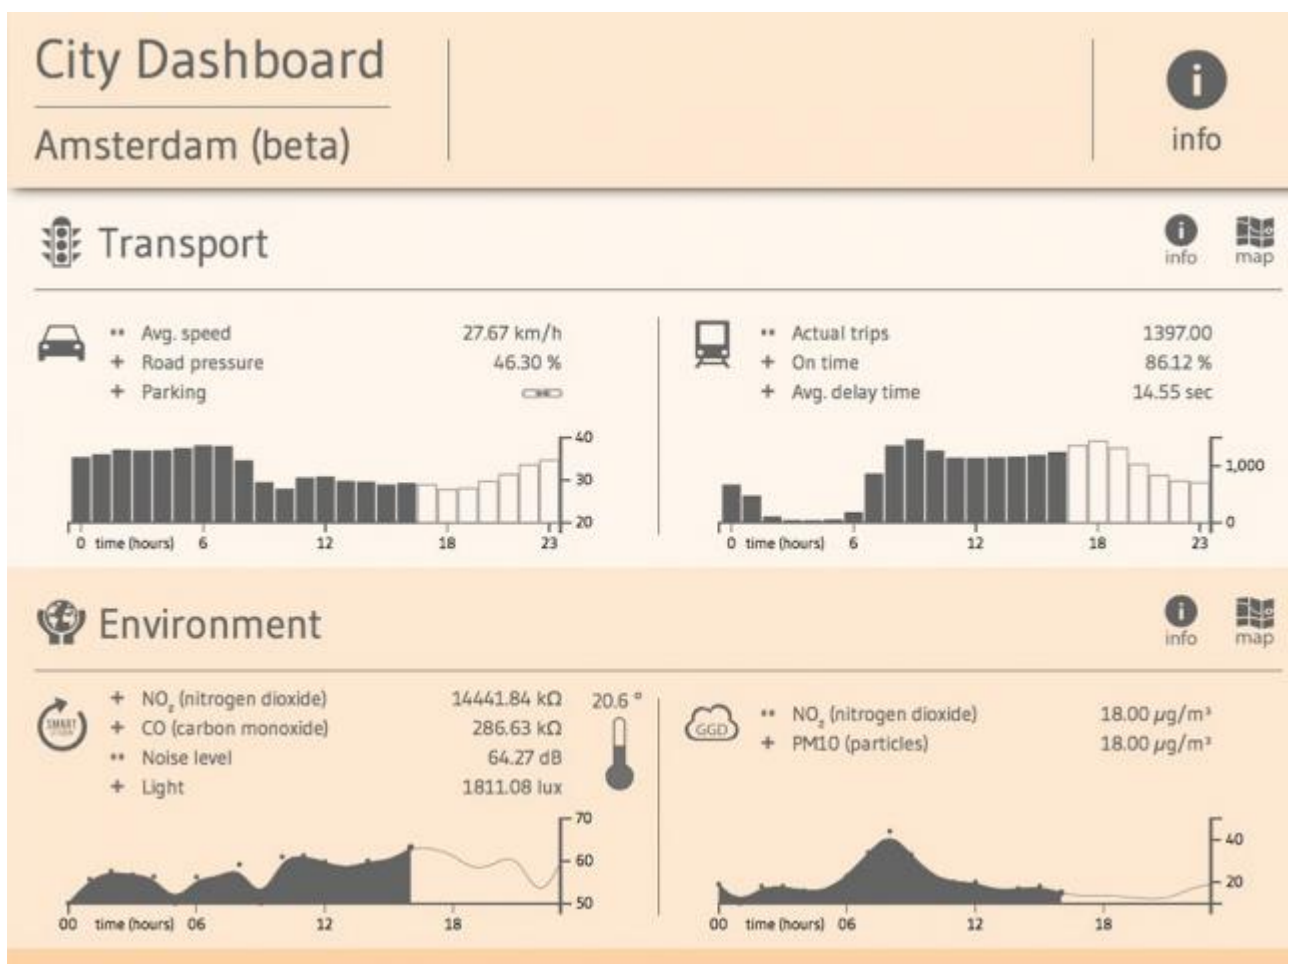 City Dashboard
Amsterdam (beta)
i
info
Transport
i
info
map
Avg. speed 27.67 km/h
+ Road pressure 46.30 %
+ Parking
Actual trips 1397.00
+ On time 86.12 %
+ Avg. delay time 14.55 sec
40
30
20
0 time (hours) 6 12 18 23
1,000
0
0 time (hours) 6 12 18 23
Environment
i
info
map
+ NO₂ (nitrogen dioxide) 14441.84 kΩ
+ CO (carbon monoxide) 286.63 kΩ
Noise level 64.27 dB
+ Light 1811.08 lux
20.6 °
SMART
GGD
NO₂ (nitrogen dioxide) 18.00 µg/m³
+ PM10 (particles) 18.00 µg/m³
70
60
50
00 time (hours) 06 12 18
40
20
00 time (hours) 06 12 18